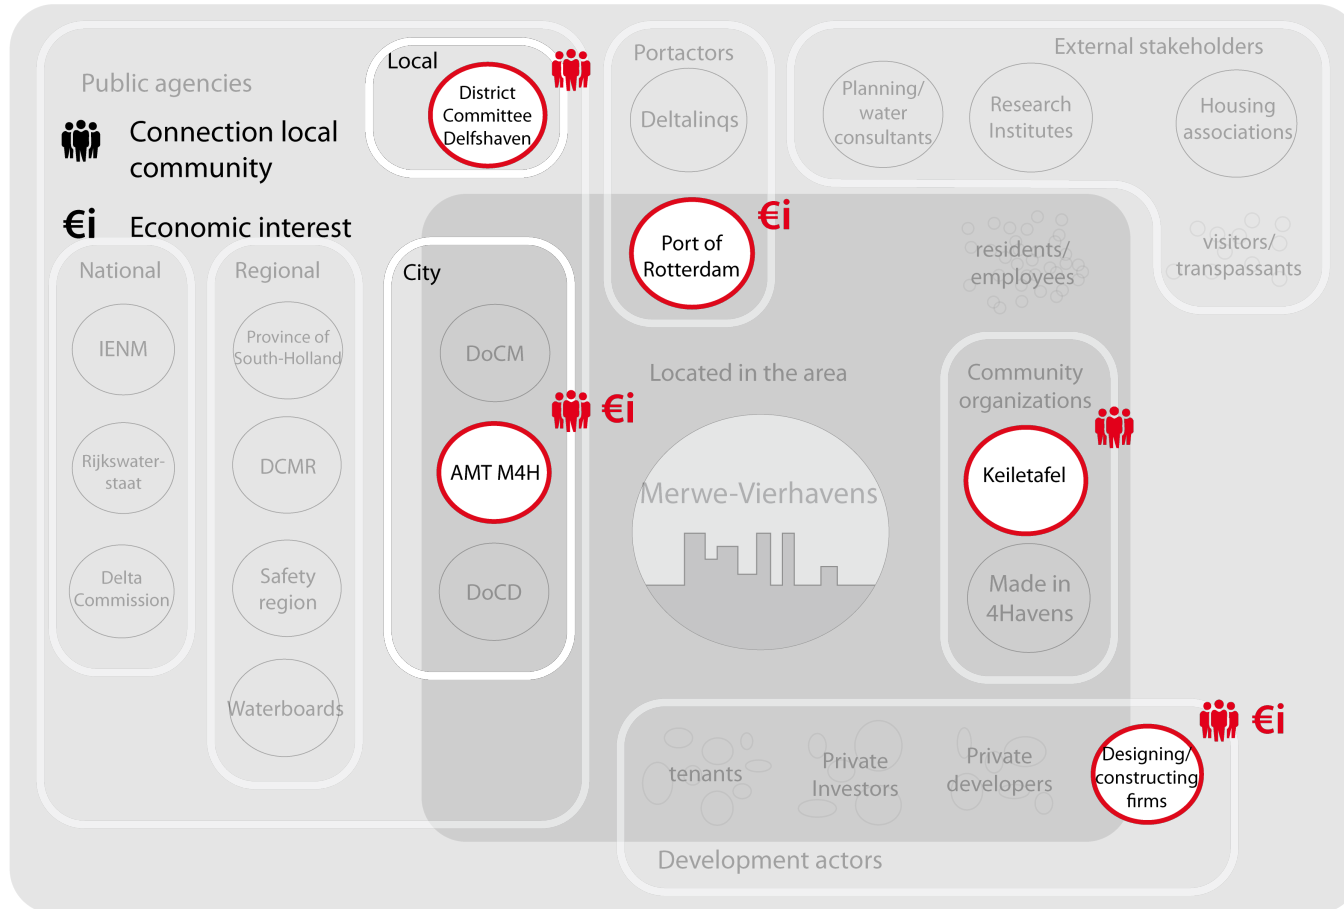 Public agencies
Connection local
community
€i Economic interest
Local
District
Committee
Delfshaven
Portactors
Deltalinqs
Port of
Rotterdam
€i
External stakeholders
Planning/
water
consultants
Research
Institutes
Housing
associations
residents/
employees
visitors/
transpassants
National
IENM
Rijkswater-
staat
Delta
Commission
Regional
Province of
South-Holland
DCMR
Safety
region
Waterboards
City
DoCM
AMT M4H
€i
DoCD
Located in the area
Merwe-Vierhavens
Community
organizations
Keiletafel
Made in
4Havens
tenants
Private
Investors
Private
developers
Designing/
constructing
firms
€i
Development actors